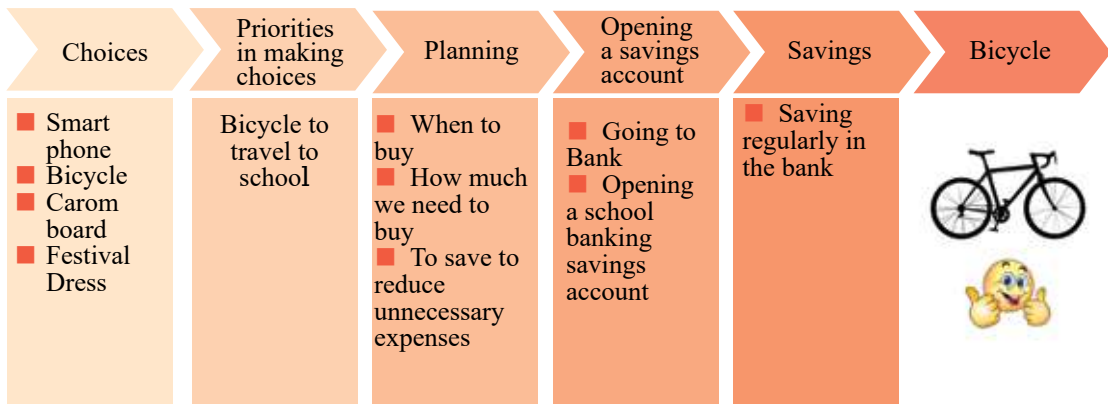 Choices
Priorities
in making
choices
Planning
Opening
a savings
account
Savings
Bicycle
■ Smart
phone
■ Bicycle
■ Carom
board
■ Festival
Dress
Bicycle to
travel to
school
■ When to
buy
■ How much
we need to
buy
■ To save to
reduce
unnecessary
expenses
■ Going to
Bank
■ Opening
a school
banking
savings
account
■ Saving
regularly in
the bank